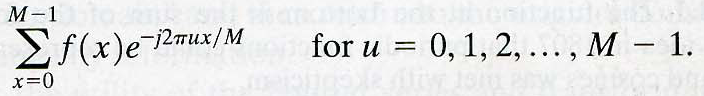 M−1
∑ f(x)e^{−j2πux/M}    for u = 0, 1, 2, . . . , M − 1.
x=0